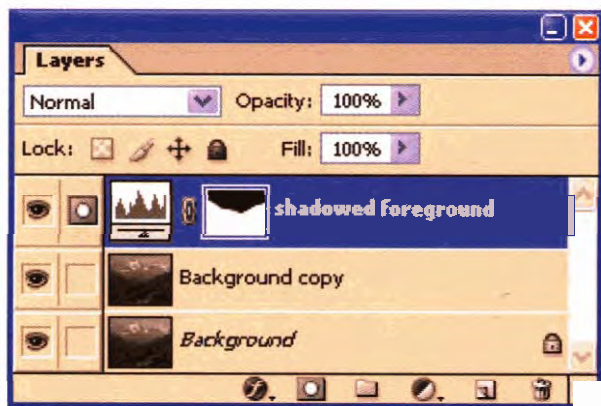 Layers
Normal Opacity: 100%
Lock: Fill: 100%
shadowed foreground
Background copy
Background